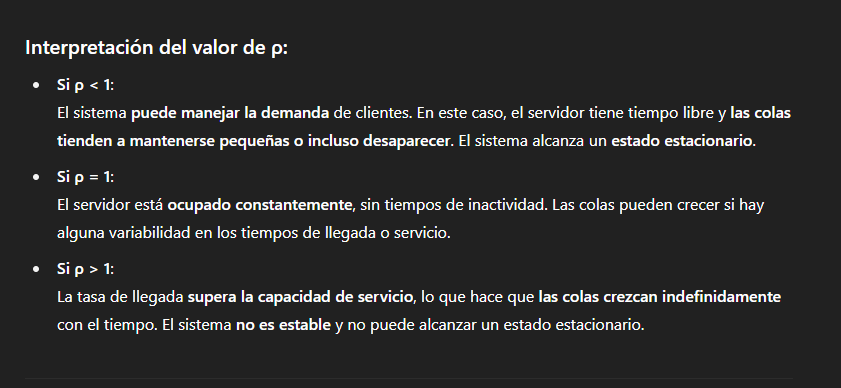 Interpretación del valor de ρ:
• Si ρ < 1:
El sistema puede manejar la demanda de clientes. En este caso, el servidor tiene tiempo libre y las colas
tienden a mantenerse pequeñas o incluso desaparecer. El sistema alcanza un estado estacionario.
• Si ρ = 1:
El servidor está ocupado constantemente, sin tiempos de inactividad. Las colas pueden crecer si hay
alguna variabilidad en los tiempos de llegada o servicio.
• Si ρ > 1:
La tasa de llegada supera la capacidad de servicio, lo que hace que las colas crezcan indefinidamente
con el tiempo. El sistema no es estable y no puede alcanzar un estado estacionario.